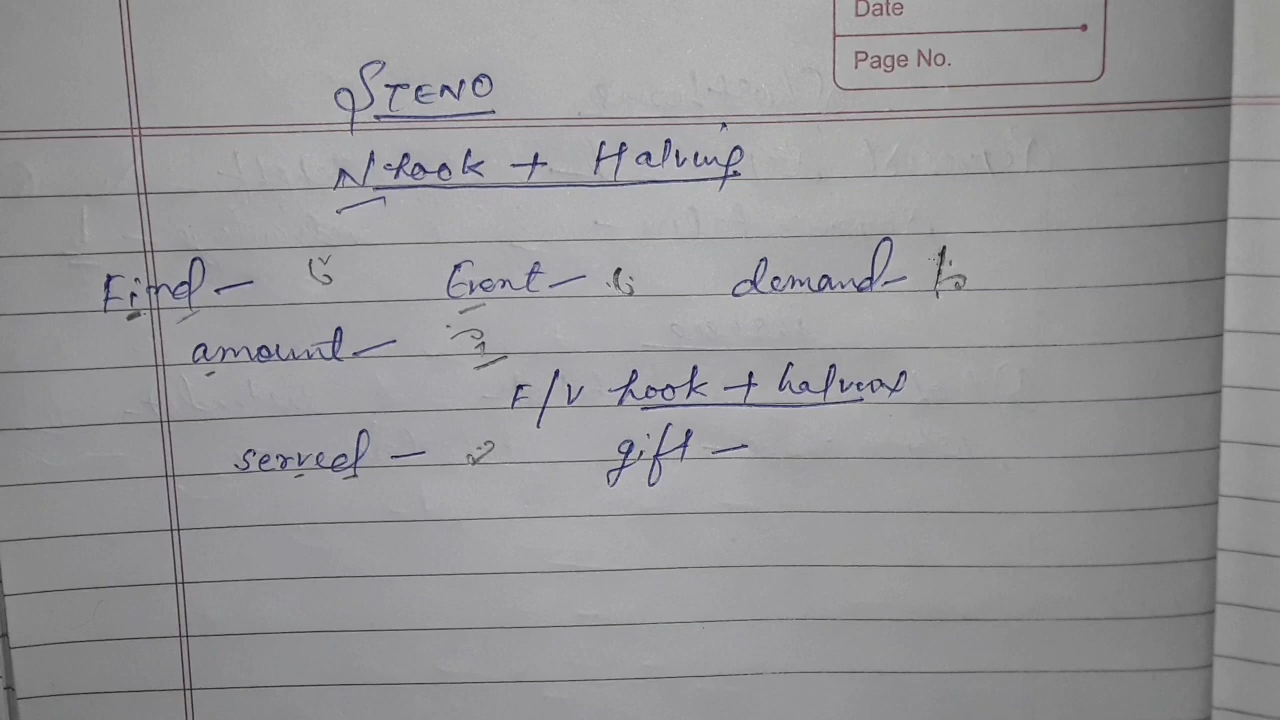 Date
Page No.
STENO
N-hook + Halving
Find - Event - demand -
amount -
F/V hook + halving
served - gift -